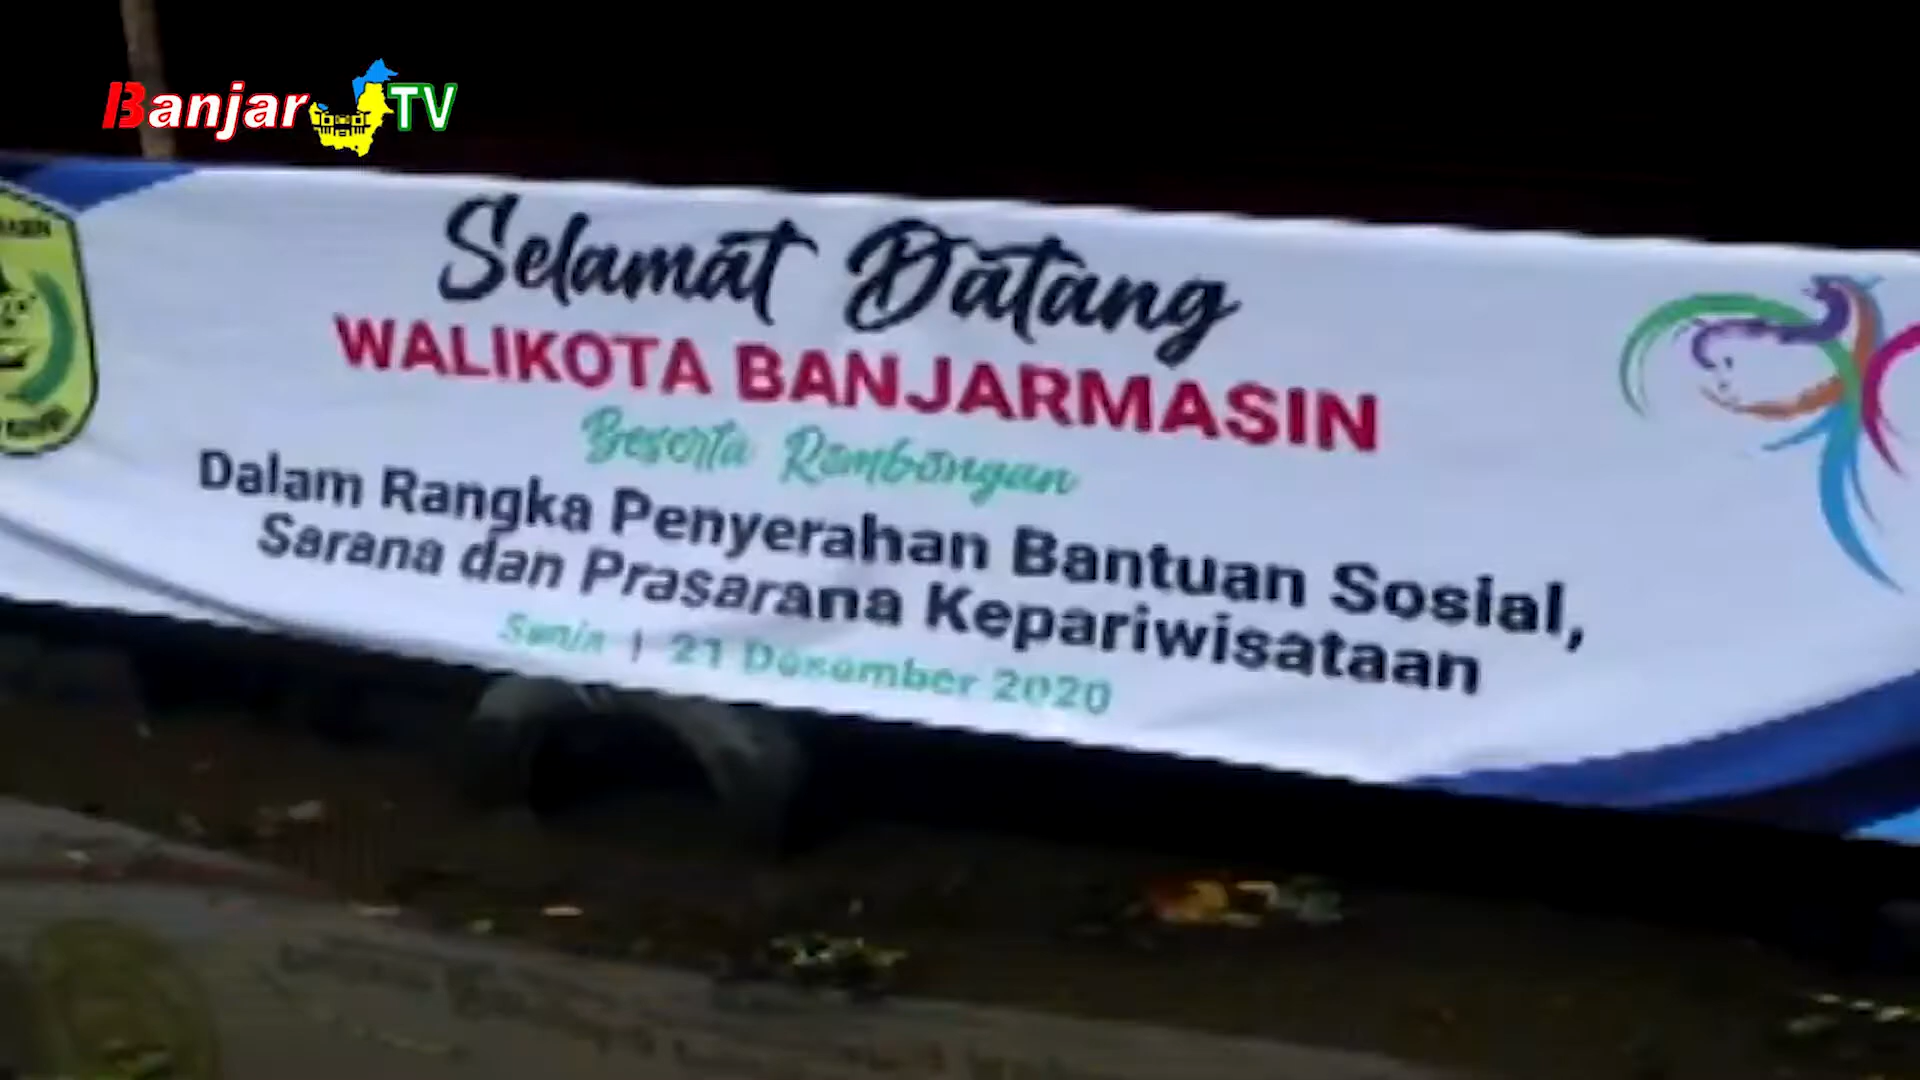 Banjar TV
Selamat Datang
WALIKOTA BANJARMASIN
Beserta Rombongan
Dalam Rangka Penyerahan Bantuan Sosial,
Sarana dan Prasarana Kepariwisataan
Senin | 21 Desember 2020